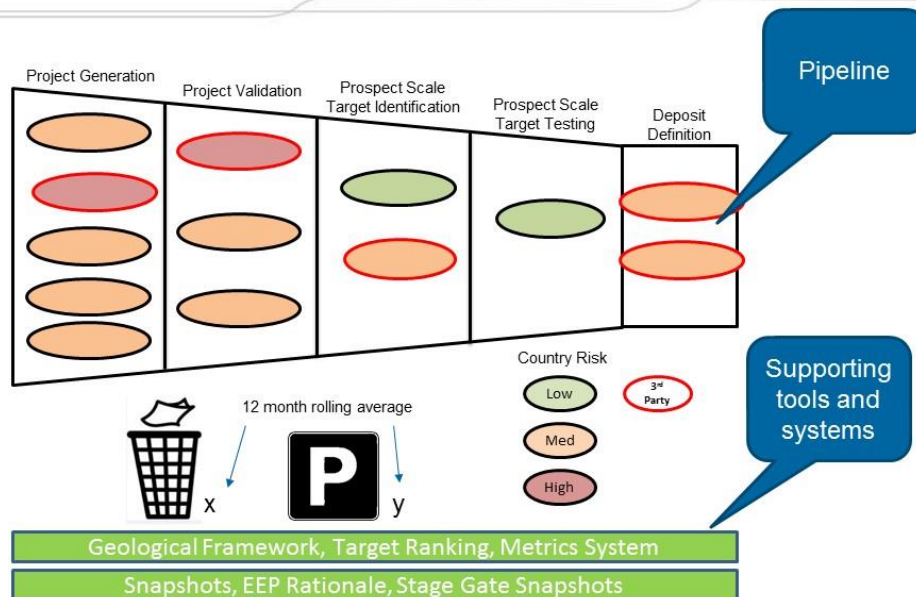 Project Generation
Project Validation
Prospect Scale
Target Identification
Prospect Scale
Target Testing
Deposit
Definition
Pipeline
Country Risk
Low
3rd
Party
Med
High
12 month rolling average
x
P
y
Supporting
tools and
systems
Geological Framework, Target Ranking, Metrics System
Snapshots, EEP Rationale, Stage Gate Snapshots